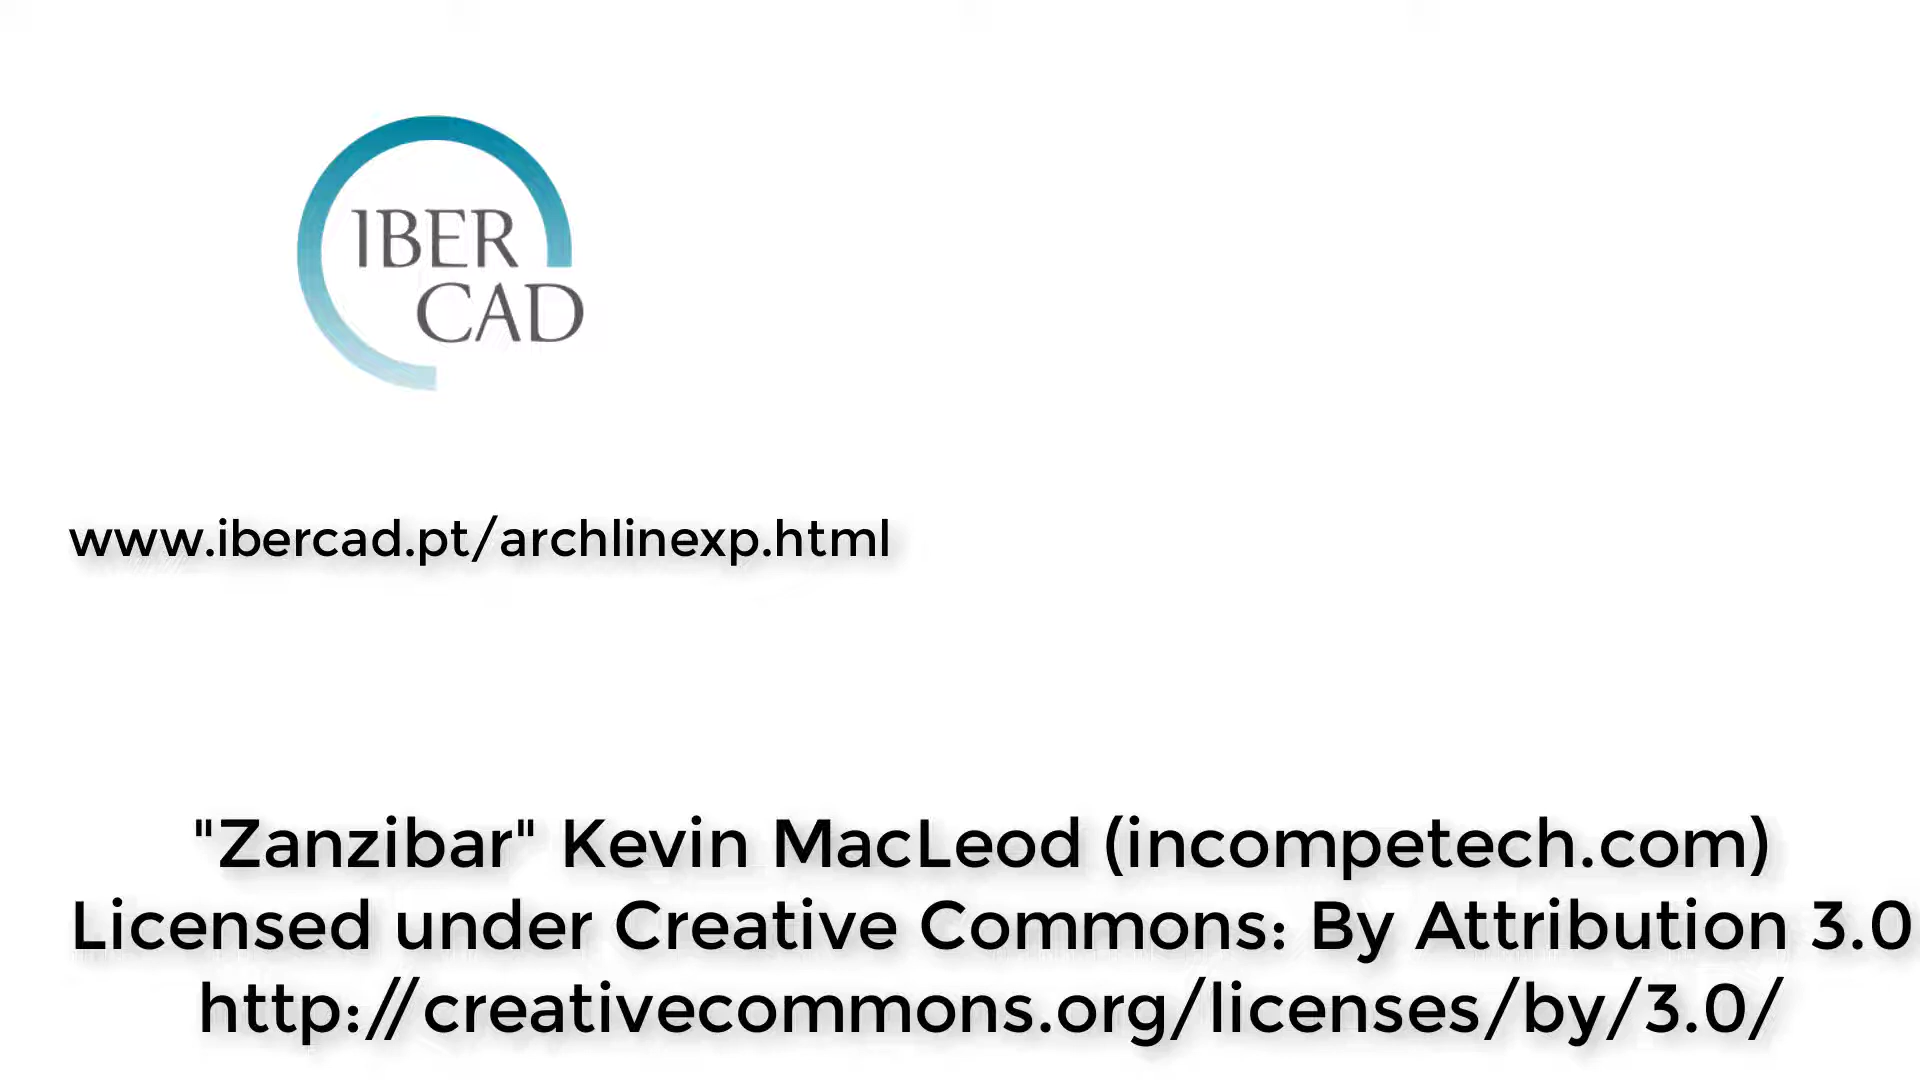 IBER
CAD
www.ibercad.pt/archlinexp.html
"Zanzibar" Kevin MacLeod (incompetech.com)
Licensed under Creative Commons: By Attribution 3.0
http://creativecommons.org/licenses/by/3.0/